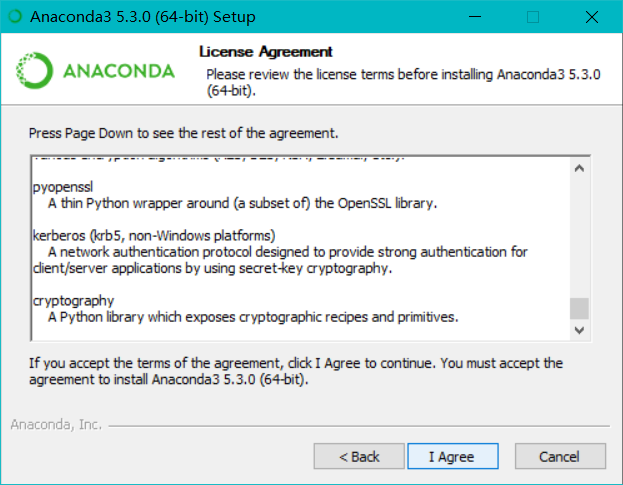 Anaconda3 5.3.0 (64-bit) Setup
ANACONDA
License Agreement
Please review the license terms before installing Anaconda3 5.3.0
(64-bit).
Press Page Down to see the rest of the agreement.
pyopenssl
A thin Python wrapper around (a subset of) the OpenSSL library.
kerberos (krb5, non-Windows platforms)
A network authentication protocol designed to provide strong authentication for
client/server applications by using secret-key cryptography.
cryptography
A Python library which exposes cryptographic recipes and primitives.
If you accept the terms of the agreement, click I Agree to continue. You must accept the
agreement to install Anaconda3 5.3.0 (64-bit).
Anaconda, Inc.
< Back
I Agree
Cancel